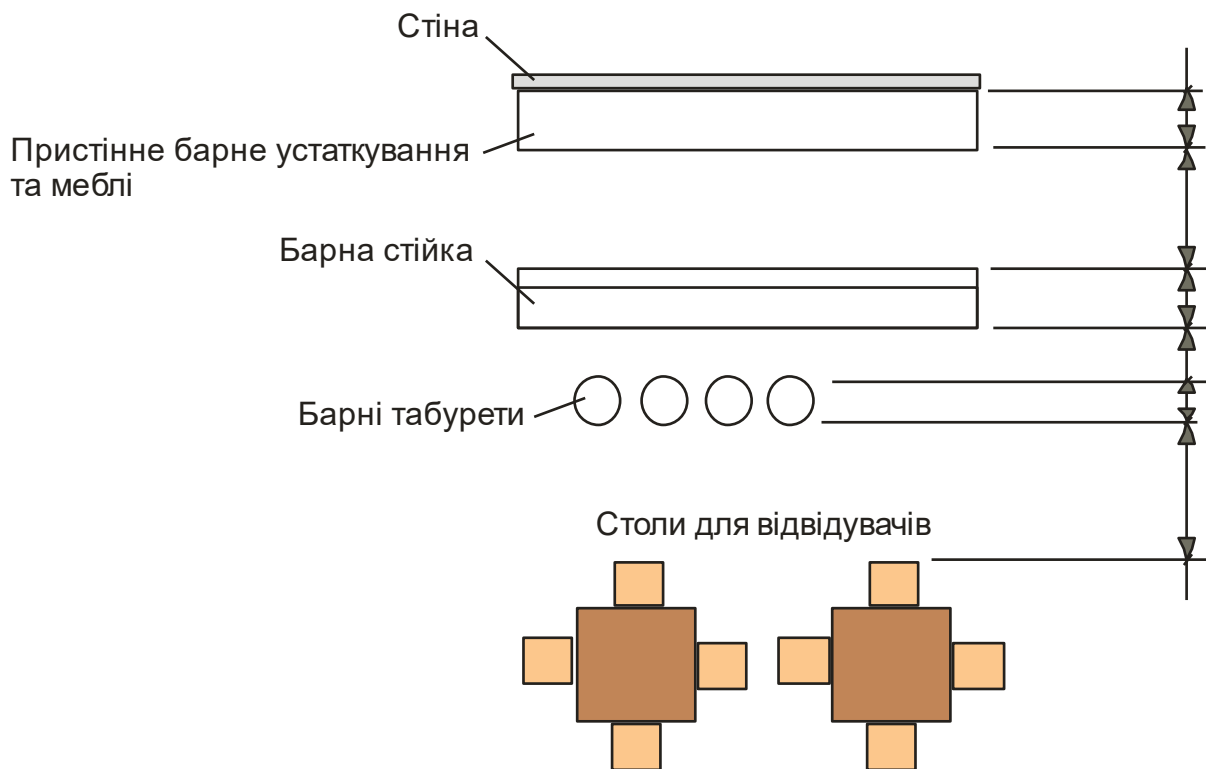 Стіна
Пристінне барне устаткування
та меблі
Барна стійка
Барні табурети
Столи для відвідувачів